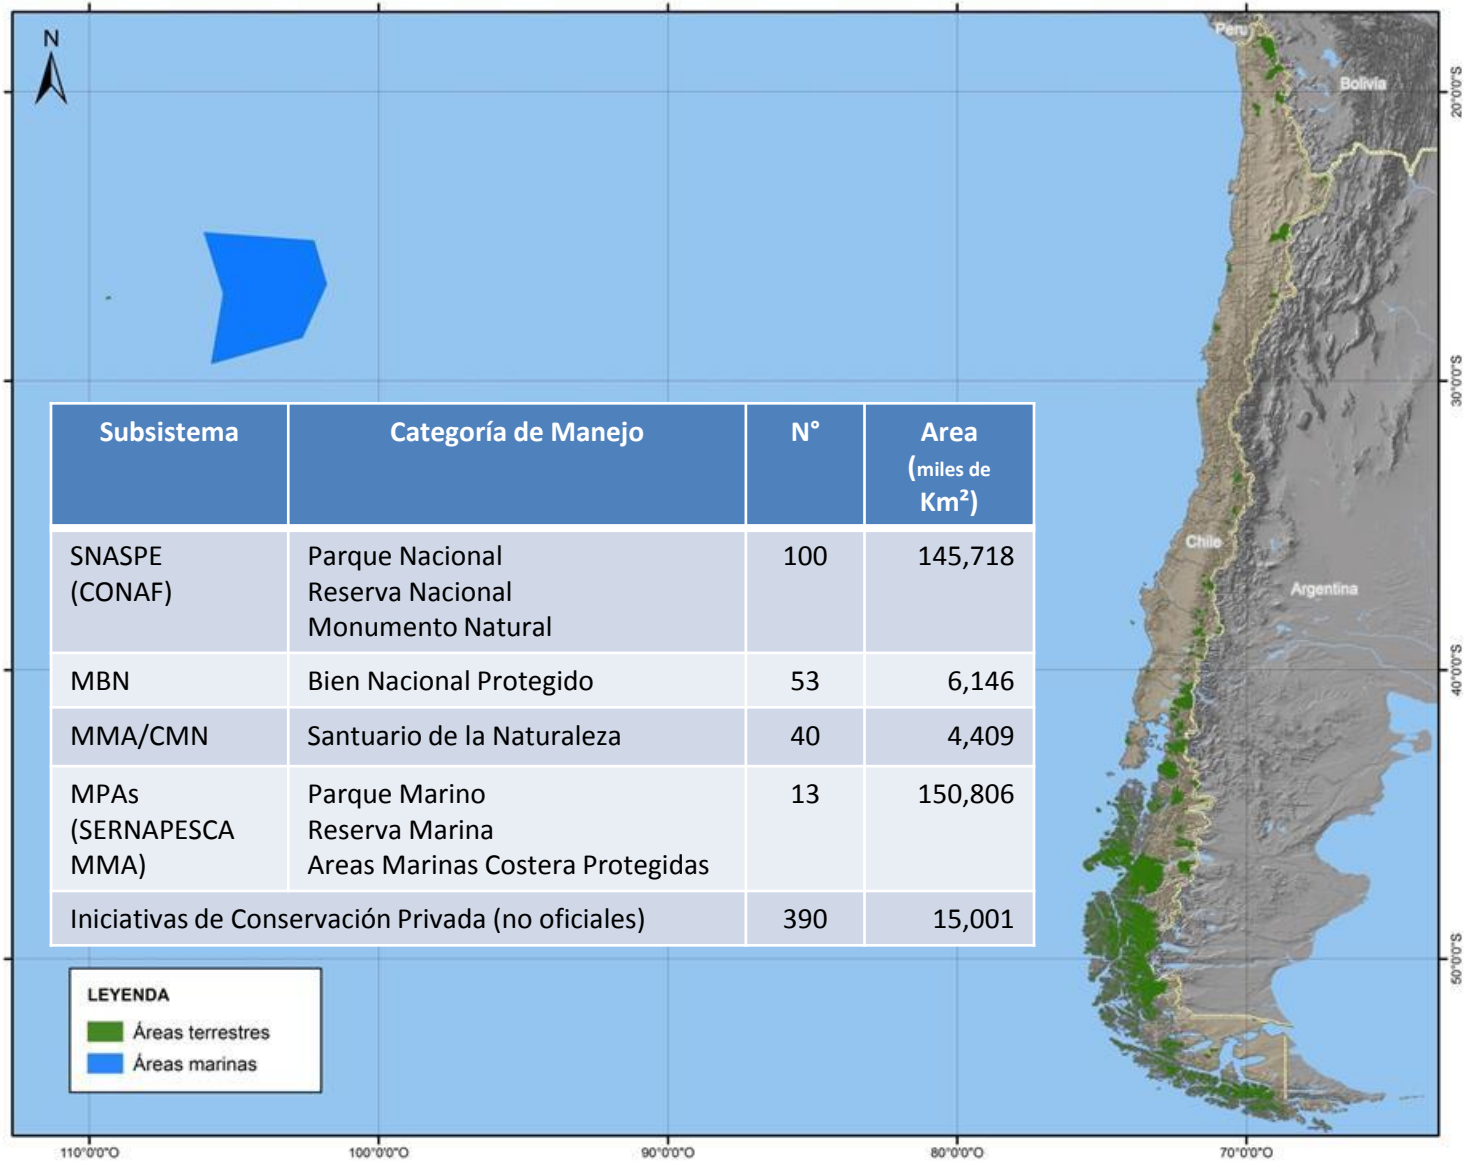 N
Peru
Bolivia
20°0'0"S
30°0'0"S
Subsistema
Categoría de Manejo
N°
Area
(miles de
Km²)
SNASPE
(CONAF)
Parque Nacional
Reserva Nacional
Monumento Natural
100
145,718
MBN
Bien Nacional Protegido
53
6,146
MMA/CMN
Santuario de la Naturaleza
40
4,409
MPAs
(SERNAPESCA
MMA)
Parque Marino
Reserva Marina
Areas Marinas Costera Protegidas
13
150,806
Iniciativas de Conservación Privada (no oficiales)
390
15,001
Chile
Argentina
40°0'0"S
50°0'0"S
LEYENDA
Áreas terrestres
Áreas marinas
110°0'0"O
100°0'0"O
90°0'0"O
80°0'0"O
70°0'0"O